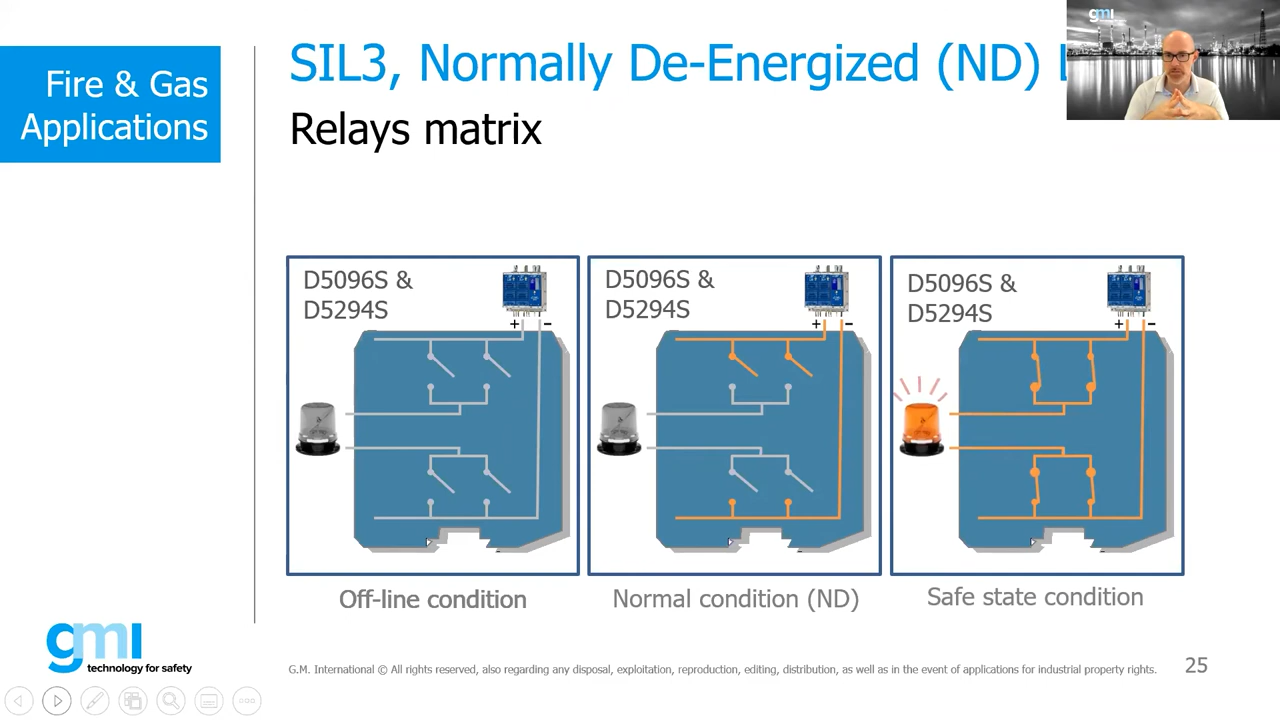 gmi
Fire & Gas
Applications
SIL3, Normally De-Energized (ND)
Relays matrix
D5096S &
D5294S
+ -
D5096S &
D5294S
+ -
D5096S &
D5294S
+ -
Off-line condition
Normal condition (ND)
Safe state condition
gmi
technology for safety
G.M. International © All rights reserved, also regarding any disposal, exploitation, reproduction, editing, distribution, as well as in the event of applications for industrial property rights.
25